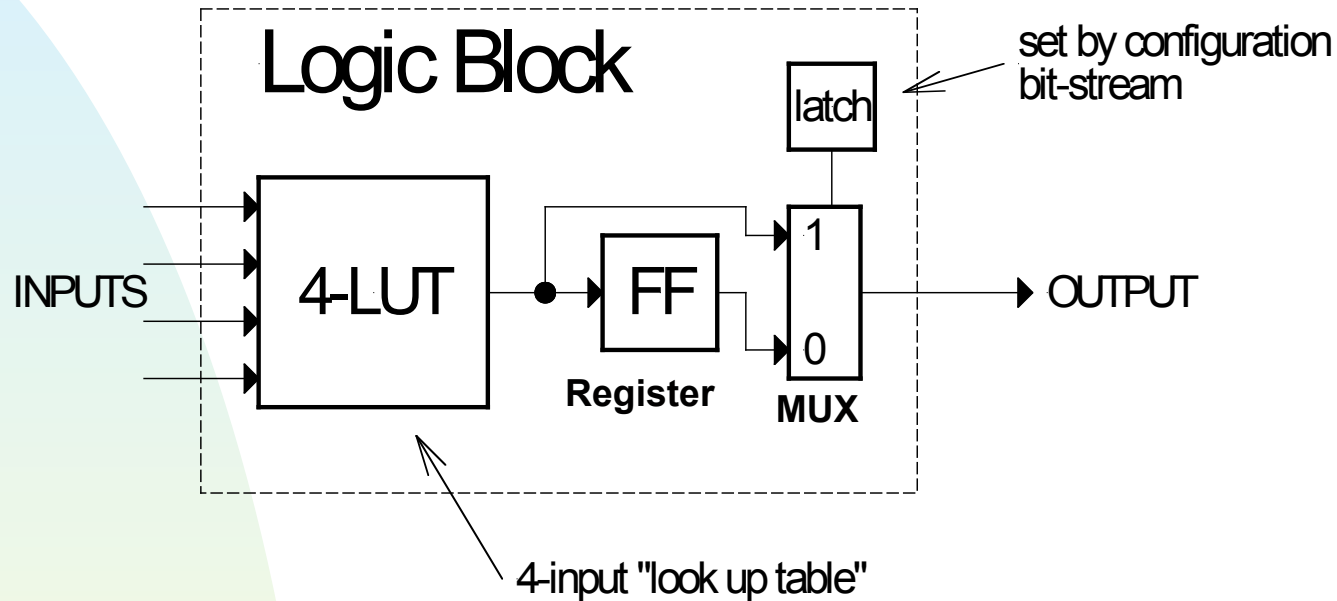 Logic Block
set by configuration
bit-stream
latch
INPUTS
4-LUT
FF
1
0
OUTPUT
Register
MUX
4-input "look up table"